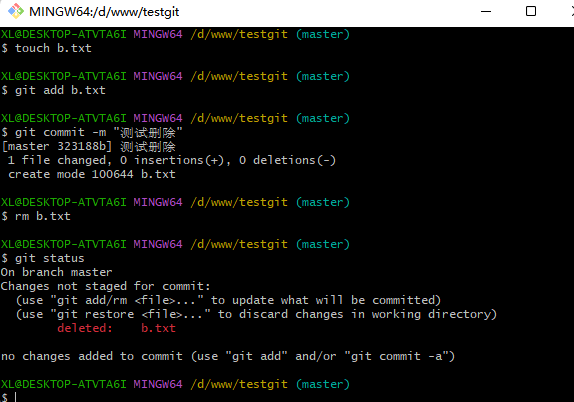 MINGW64:/d/www/testgit
XL@DESKTOP-ATVTA6I MINGW64 /d/www/testgit (master)
$ touch b.txt
XL@DESKTOP-ATVTA6I MINGW64 /d/www/testgit (master)
$ git add b.txt
XL@DESKTOP-ATVTA6I MINGW64 /d/www/testgit (master)
$ git commit -m "测试删除"
[master 323188b] 测试删除
 1 file changed, 0 insertions(+), 0 deletions(-)
 create mode 100644 b.txt
XL@DESKTOP-ATVTA6I MINGW64 /d/www/testgit (master)
$ rm b.txt
XL@DESKTOP-ATVTA6I MINGW64 /d/www/testgit (master)
$ git status
On branch master
Changes not staged for commit:
  (use "git add/rm <file>..." to update what will be committed)
  (use "git restore <file>..." to discard changes in working directory)
        deleted:    b.txt
no changes added to commit (use "git add" and/or "git commit -a")
XL@DESKTOP-ATVTA6I MINGW64 /d/www/testgit (master)
$